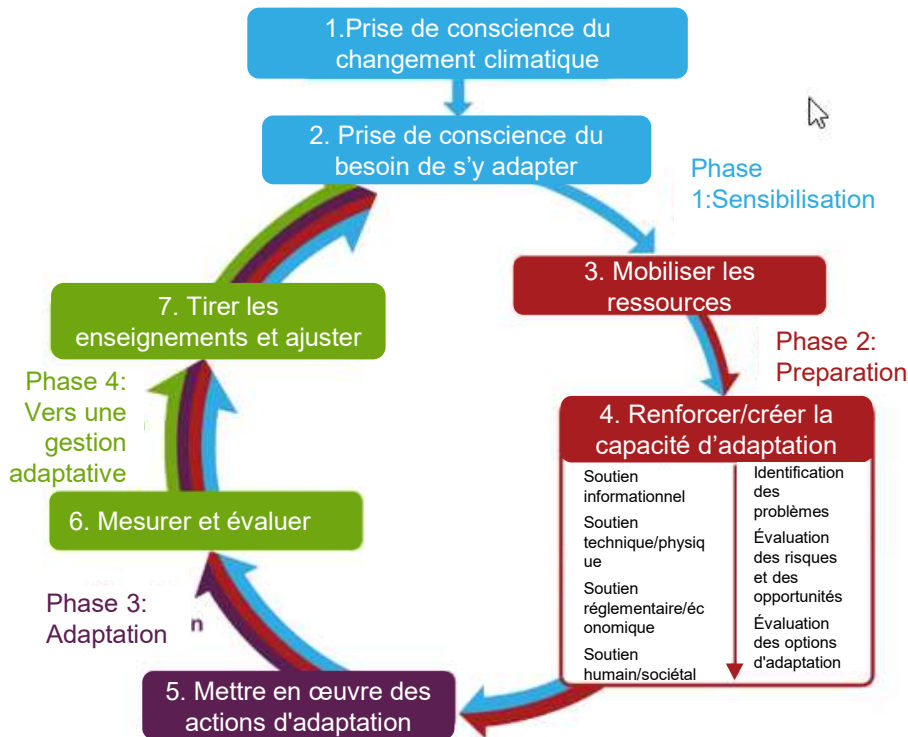 1.Prise de conscience du
changement climatique
2. Prise de conscience du
besoin de s'y adapter
Phase
1:Sensibilisation
3. Mobiliser les
ressources
Phase 2:
Preparation
4. Renforcer/créer la
capacité d'adaptation
Soutien
informationnel
Soutien
technique/physiq
ue
Soutien
réglementaire/éc
onomique
Soutien
humain/sociétal
Identification
des
problèmes
Évaluation
des risques
et des
opportunités
Évaluation
des options
d'adaptation
5. Mettre en œuvre des
actions d'adaptation
Phase 3:
Adaptation
n
6. Mesurer et évaluer
Phase 4:
Vers une
gestion
adaptative
7. Tirer les
enseignements et ajuster